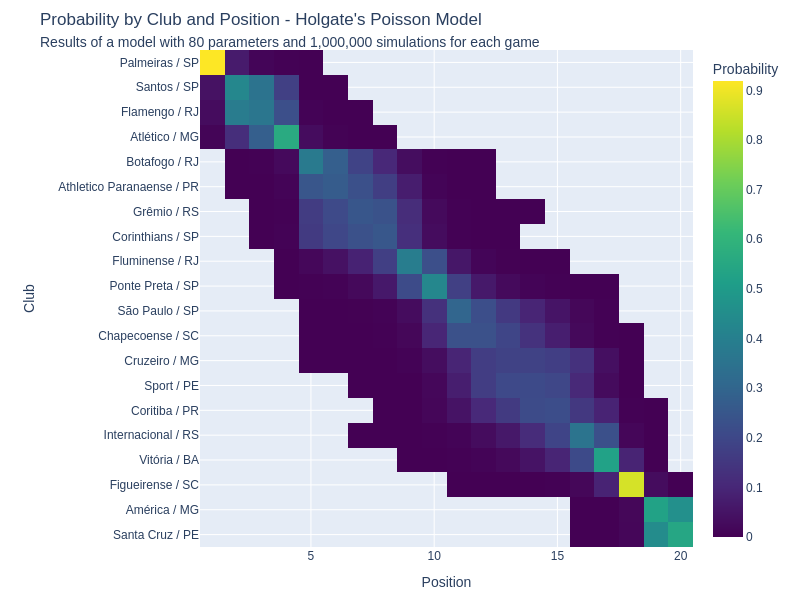 Probability by Club and Position - Holgate's Poisson Model
Results of a model with 80 parameters and 1,000,000 simulations for each game
Palmeiras / SP
Santos / SP
Flamengo / RJ
Atlético / MG
Botafogo / RJ
Athletico Paranaense / PR
Grêmio / RS
Corinthians / SP
Fluminense / RJ
Ponte Preta / SP
São Paulo / SP
Chapecoense / SC
Cruzeiro / MG
Sport / PE
Coritiba / PR
Internacional / RS
Vitória / BA
Figueirense / SC
América / MG
Santa Cruz / PE
Club
5
10
15
20
Position
Probability
0.9
0.8
0.7
0.6
0.5
0.4
0.3
0.2
0.1
0